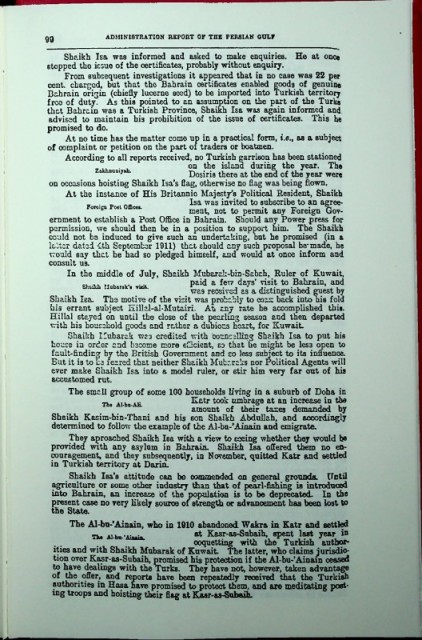 90
ADMINISTRATION REPORT OF THE PERSIAN GULF
Sheikh Isa was informed and asked to make enquiries. He at once
stopped the issue of the certificates, probably without enquiry.
From subsequent investigations it appeared that in no case was 22 per
cent. charged, but that the Bahrain certificates enabled goods of genuine
Bahrain origin (chiefly lucerne seed) to be imported into Turkish territory
free of duty. As this pointed to an assumption on the part of the Turks
that Bahrain was a Turkish Province, Shaikh Isa was again informed and
advised to maintain his prohibition of the issue of certificates. This he
promised to do.
At no time has the matter come up in a practical form, i.e., as a subject
of complaint or petition on the part of traders or boatmen.
According to all reports received, no Turkish garrison has been stationed
Zakhnuniyah.
on the island during the year. The
Dosiris there at the end of the year were
on occasions hoisting Shaikh Isa's flag, otherwise no flag was being flown.
At the instance of His Britannic Majesty's Political Resident, Shaikh
Foreign Post Offices.
Isa was invited to subscribe to an agree-
ment, not to permit any Foreign Gov-
ernment to establish a Post Office in Bahrain. Should any Power press for
permission, we should then be in a position to support him. The Shaikh
could not be induced to give such an undertaking, but he promised (in a
letter dated 4th September 1911) that should any such proposal be made, he
would say that he had so pledged himself, and would at once inform and
consult us.
In the middle of July, Shaikh Mubarak-bin-Sabah, Ruler of Kuwait,
Shaikh Mubarak's visit.
paid a few days' visit to Bahrain, and
was received as a distinguished guest by
Shaikh Isa. The motive of the visit was probably to coax back into his fold
his errant subject Hillal-al-Mutairi. At any rate he accomplished this.
Hillal stayed on until the close of the pearling season and then departed
with his household goods and rather a dubious heart, for Kuwait.
Shaikh Mubarak was credited with counselling Shaikh Isa to put his
house in order and become more efficient, so that he might be less open to
fault-finding by the British Government and so less subject to its influence.
But it is to be feared that neither Shaikh Mubaraks nor Political Agents will
ever make Shaikh Isa into a model ruler, or stir him very far out of his
accustomed rut.
The small group of some 100 households living in a suburb of Doha in
The Al-bu-Ali.
Katr took umbrage at an increase in the
amount of their taxes demanded by
Shaikh Kasim-bin-Thani and his son Shaikh Abdullah, and accordingly
determined to follow the example of the Al-bu-'Ainain and emigrate.
They aproached Shaikh Isa with a view to seeing whether they would be
provided with any asylum in Bahrain. Shaikh Isa offered them no en-
couragement, and they subsequently, in November, quitted Katr and settled
in Turkish territory at Darin.
Shaikh Isa's attitude can be commended on general grounds. Until
agriculture or some other industry than that of pearl-fishing is introduced
into Bahrain, an increase of the population is to be deprecated. In the
present case no very likely source of strength or advancement has been lost to
the State.
The Al-bu-'Ainain, who in 1910 abandoned Wakra in Katr and settled
The Al-bu-'Ainain.
at Kasr-as-Subaih, spent last year in
coquetting with the Turkish author-
ities and with Shaikh Mubarak of Kuwait. The latter, who claims jurisdic-
tion over Kasr-as-Subaih, promised his protection if the Al-bu-'Ainain ceased
to have dealings with the Turks. They have not, however, taken advantage
of the offer, and reports have been repeatedly received that the Turkish
authorities in Hasa have promised to protect them, and are meditating post-
ing troops and hoisting their flag at Kasr-as-Subaih.